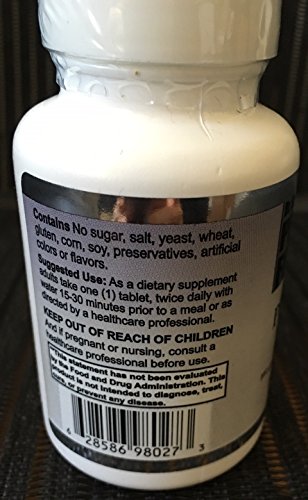 Contains No sugar, salt, yeast, wheat,
gluten, corn, soy, preservatives, artificial
colors or flavors.
Suggested Use: As a dietary supplement
adults take one (1) tablet, twice daily with
water 15-30 minutes prior to a meal or as
directed by a healthcare professional.
KEEP OUT OF REACH OF CHILDREN
And if pregnant or nursing, consult a
healthcare professional before use.
*This statement has not been evaluated
by the Food and Drug Administration. This
product is not intended to diagnose, treat,
cure, or prevent any disease.
6 28586 98027 3